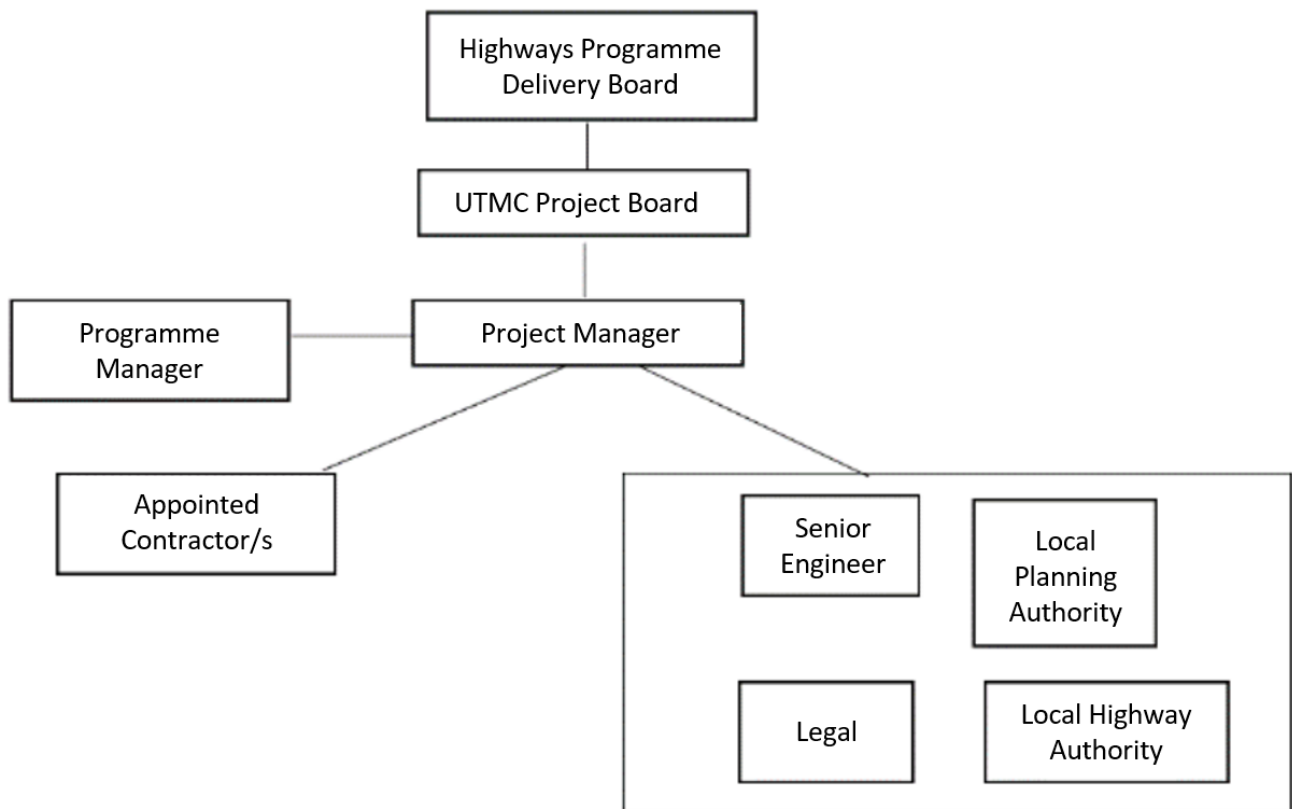 Highways Programme
Delivery Board
UTMC Project Board
Programme
Manager
Project Manager
Appointed
Contractor/s
Senior
Engineer
Local
Planning
Authority
Legal
Local Highway
Authority